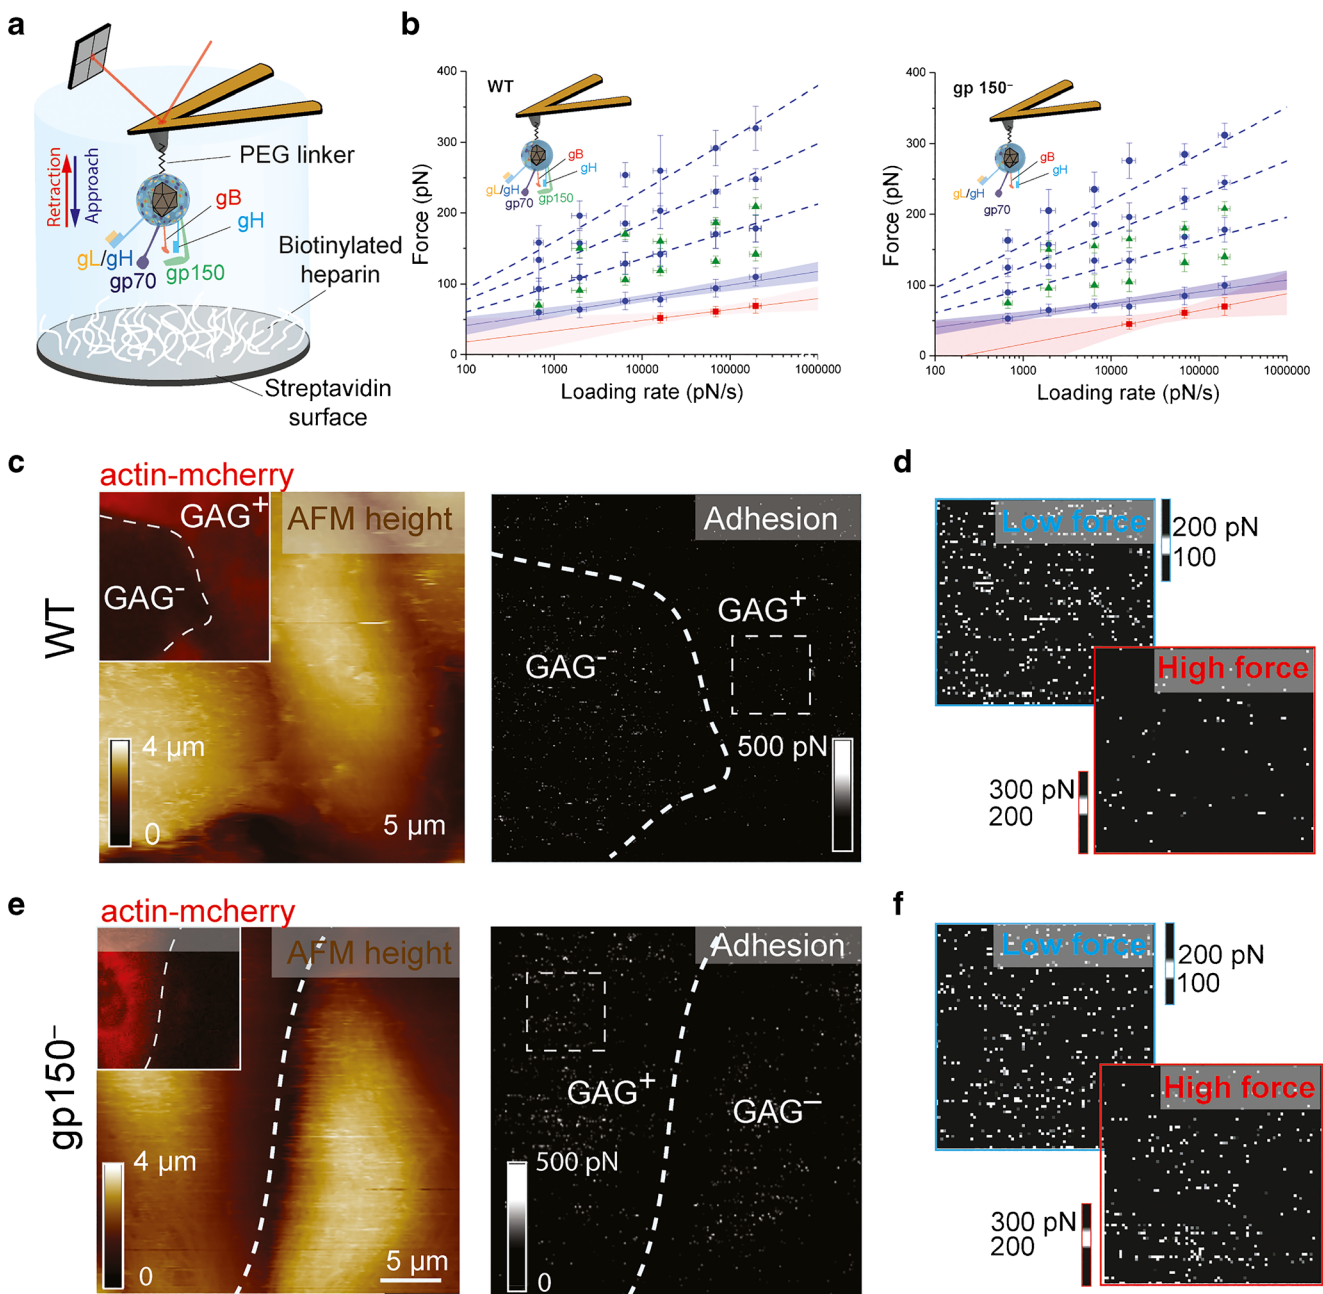 a
Retraction
Approach
PEG linker
gB
gH
gL/gH
gp70
gp150
Biotinylated
heparin
Streptavidin
surface
b
WT
gB
gH
gL/gH
gp70
gp150
Force (pN)
400
300
200
100
0
100
1000
10000
100000
1000000
Loading rate (pN/s)
gp 150⁻
gB
gH
gL/gH
gp70
Force (pN)
400
300
200
100
0
100
1000
10000
100000
1000000
Loading rate (pN/s)
c
actin-mcherry
WT
GAG⁺
GAG⁻
AFM height
4 µm
0
5 µm
Adhesion
GAG⁺
GAG⁻
500 pN
d
Low force
200 pN
100
High force
300 pN
200
e
actin-mcherry
gp150⁻
AFM height
4 µm
0
5 µm
Adhesion
GAG⁺
GAG⁻
500 pN
0
f
Low force
200 pN
100
High force
300 pN
200